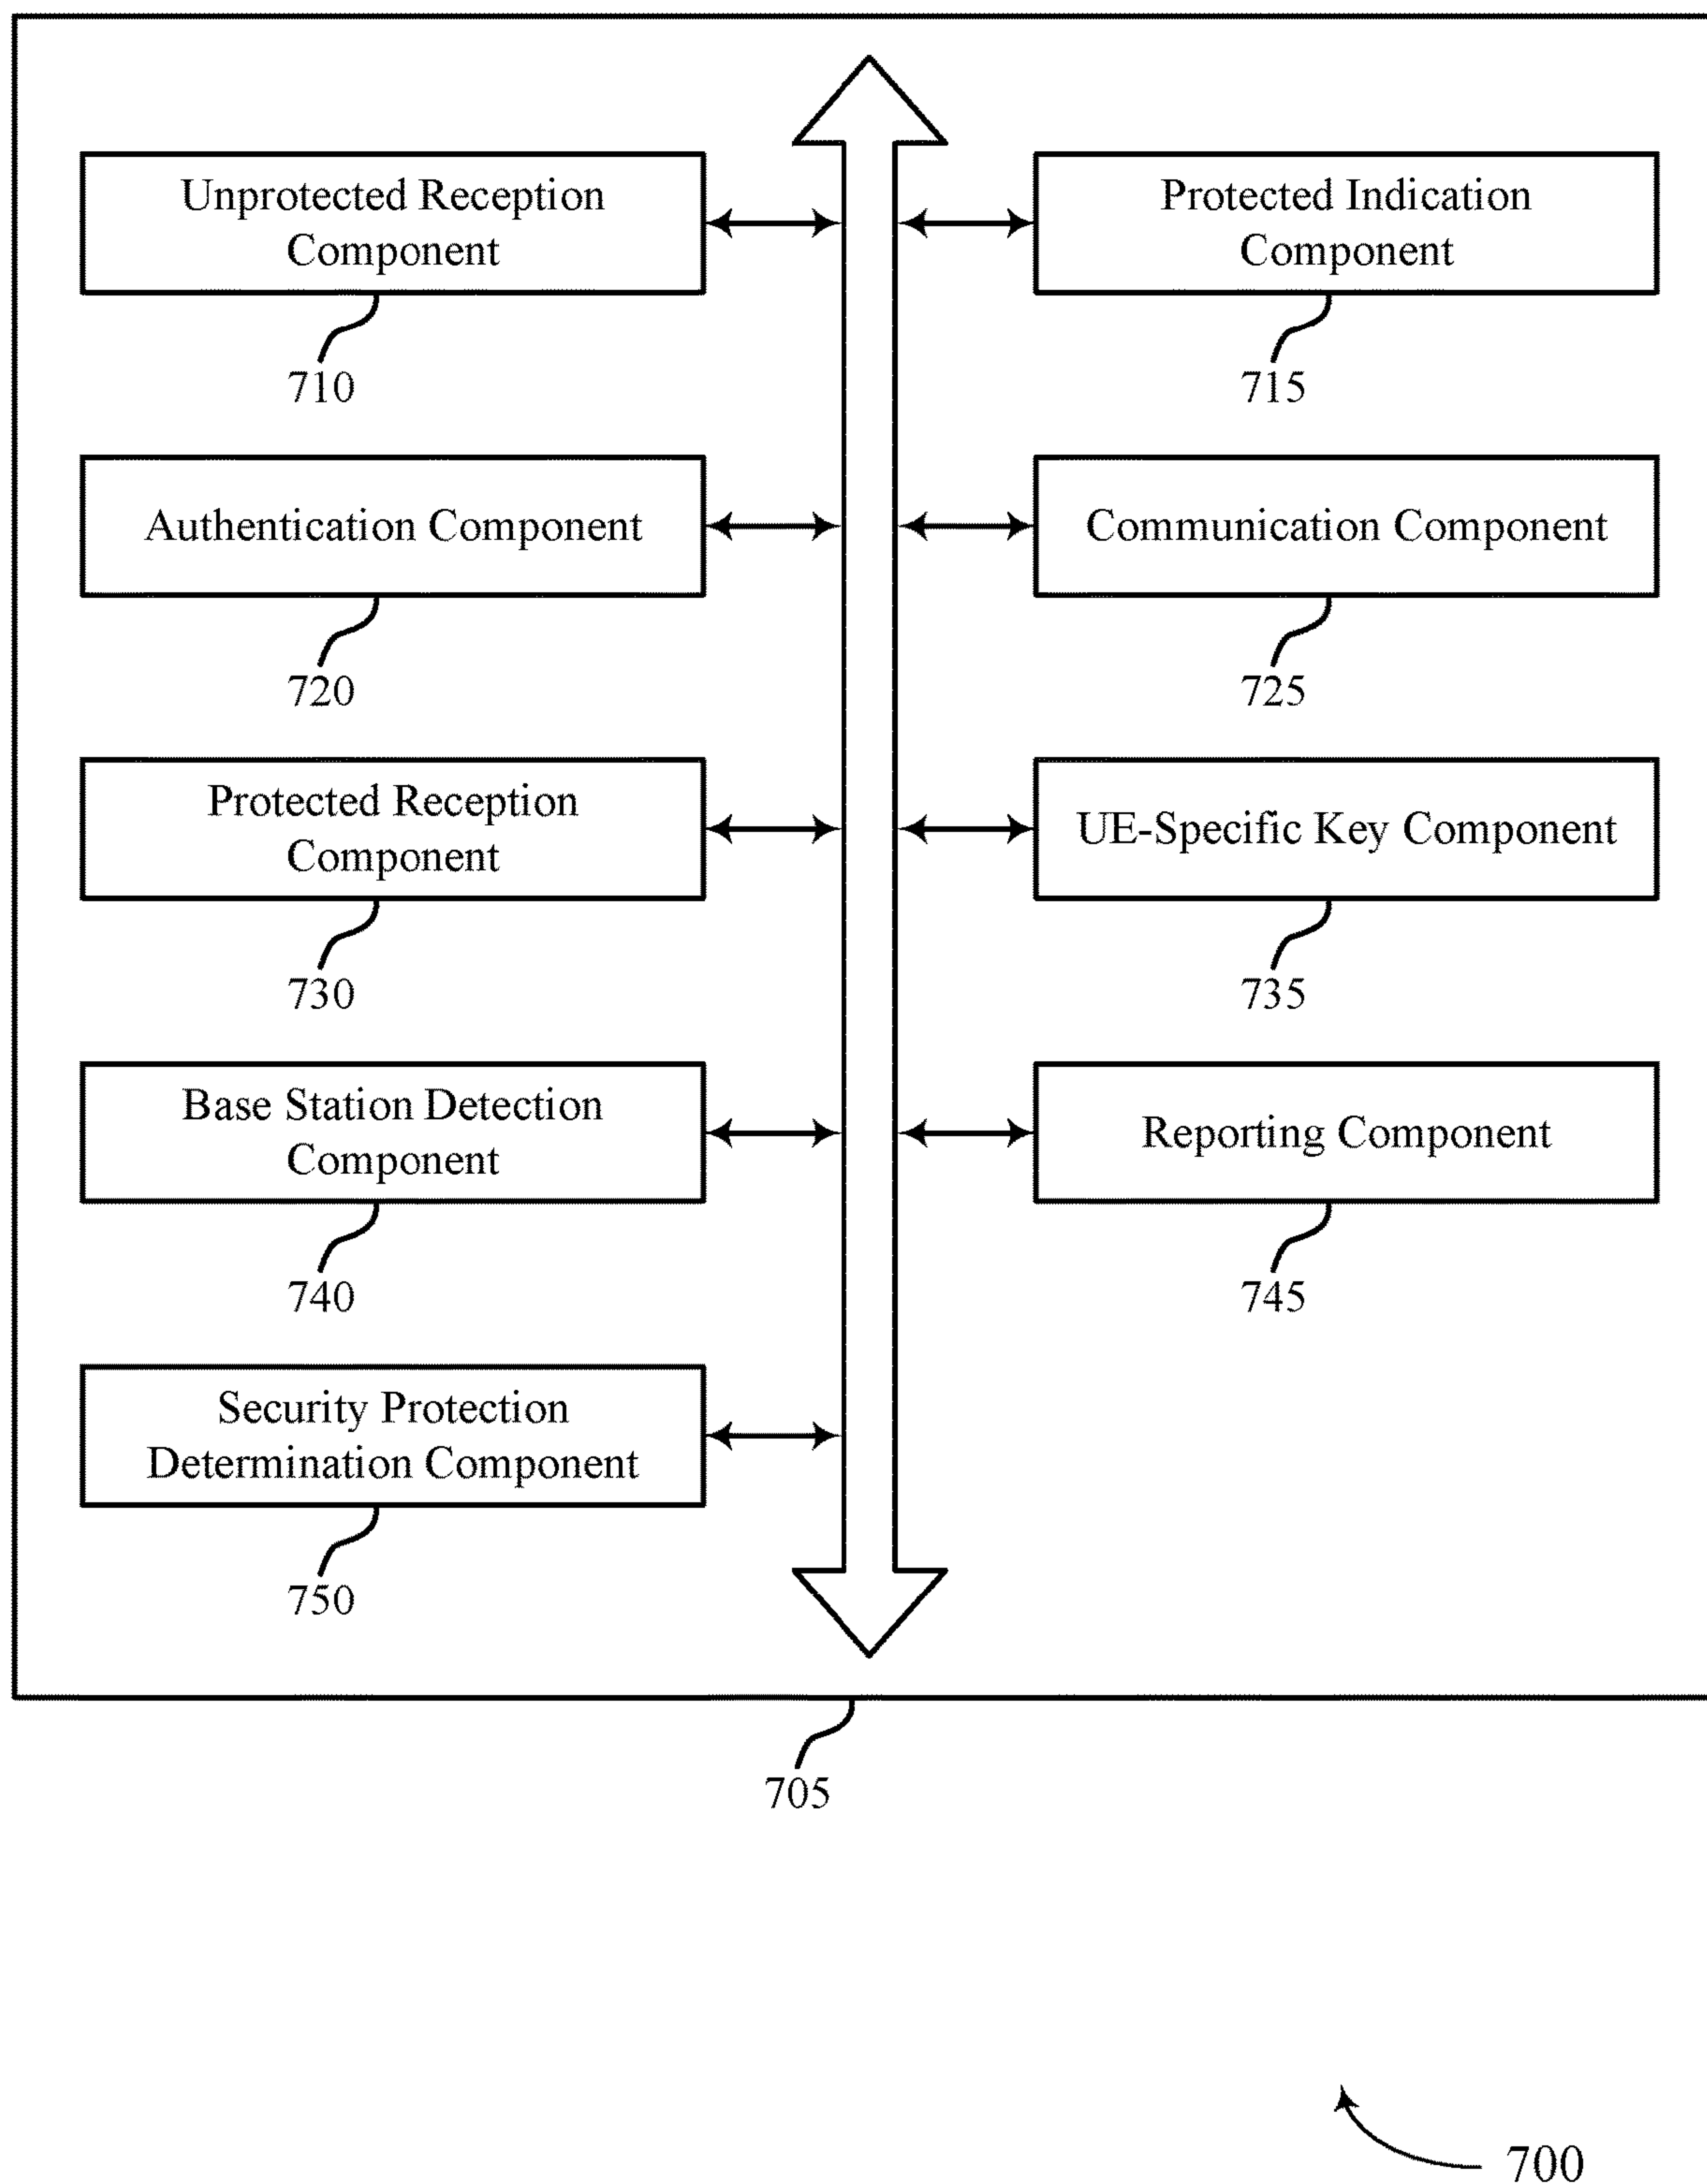 Unprotected Reception
Component
710
Protected Indication
Component
715
Authentication Component
720
Communication Component
725
Protected Reception
Component
730
UE-Specific Key Component
735
Base Station Detection
Component
740
Reporting Component
745
Security Protection
Determination Component
750
705
700